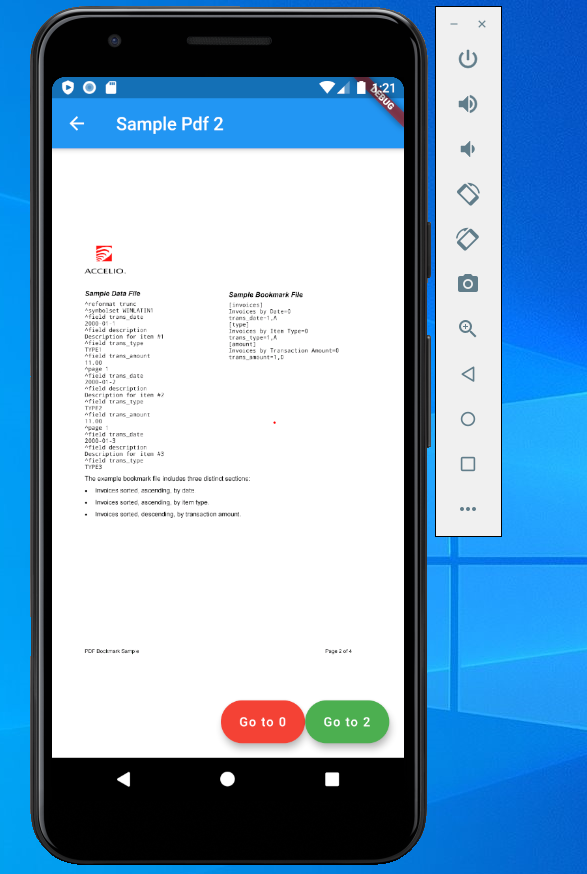 1:21
DEBUG
Sample Pdf 2
ACCELIO.
Sample Data File
^reformat trunc
^symbolset WINLATIN1
^field trans_date
2000-01-1
^field description
Description for item #1
^field trans_type
TYPE1
^field trans_amount
11.00
^page 1
^field trans_date
2000-01-2
^field description
Description for item #2
^field trans_type
TYPE2
^field trans_amount
11.00
^page 1
^field trans_date
2000-01-3
^field description
Description for item #3
^field trans_type
TYPE3
Sample Bookmark File
[invoices]
Invoices by Date=0
trans_date=1,A
[type]
Invoices by Item Type=0
trans_type=1,A
[amount]
Invoices by Transaction Amount=0
trans_amount=1,D
The example bookmark file includes three distinct sections:
• Invoices sorted, ascending, by date.
• Invoices sorted, ascending, by item type.
• Invoices sorted, descending, by transaction amount.
PDF Bookmark Sample
Page 2 of 4
Go to 0
Go to 2